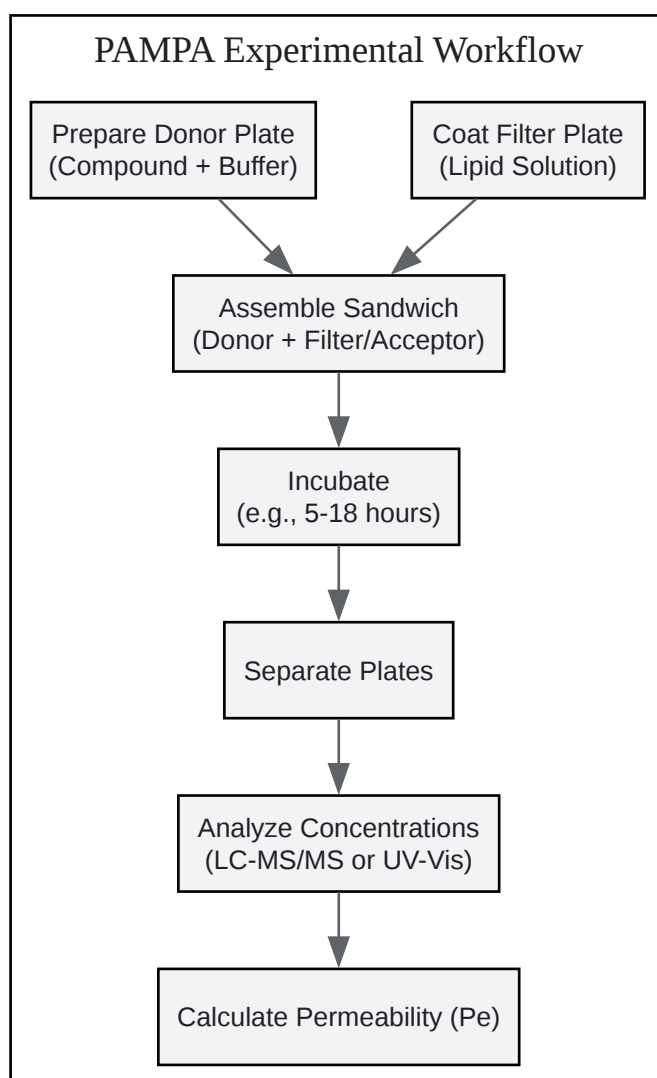 PAMPA Experimental Workflow
Prepare Donor Plate
(Compound + Buffer)
Coat Filter Plate
(Lipid Solution)
Assemble Sandwich
(Donor + Filter/Acceptor)
Incubate
(e.g., 5-18 hours)
Separate Plates
Analyze Concentrations
(LC-MS/MS or UV-Vis)
Calculate Permeability (Pe)